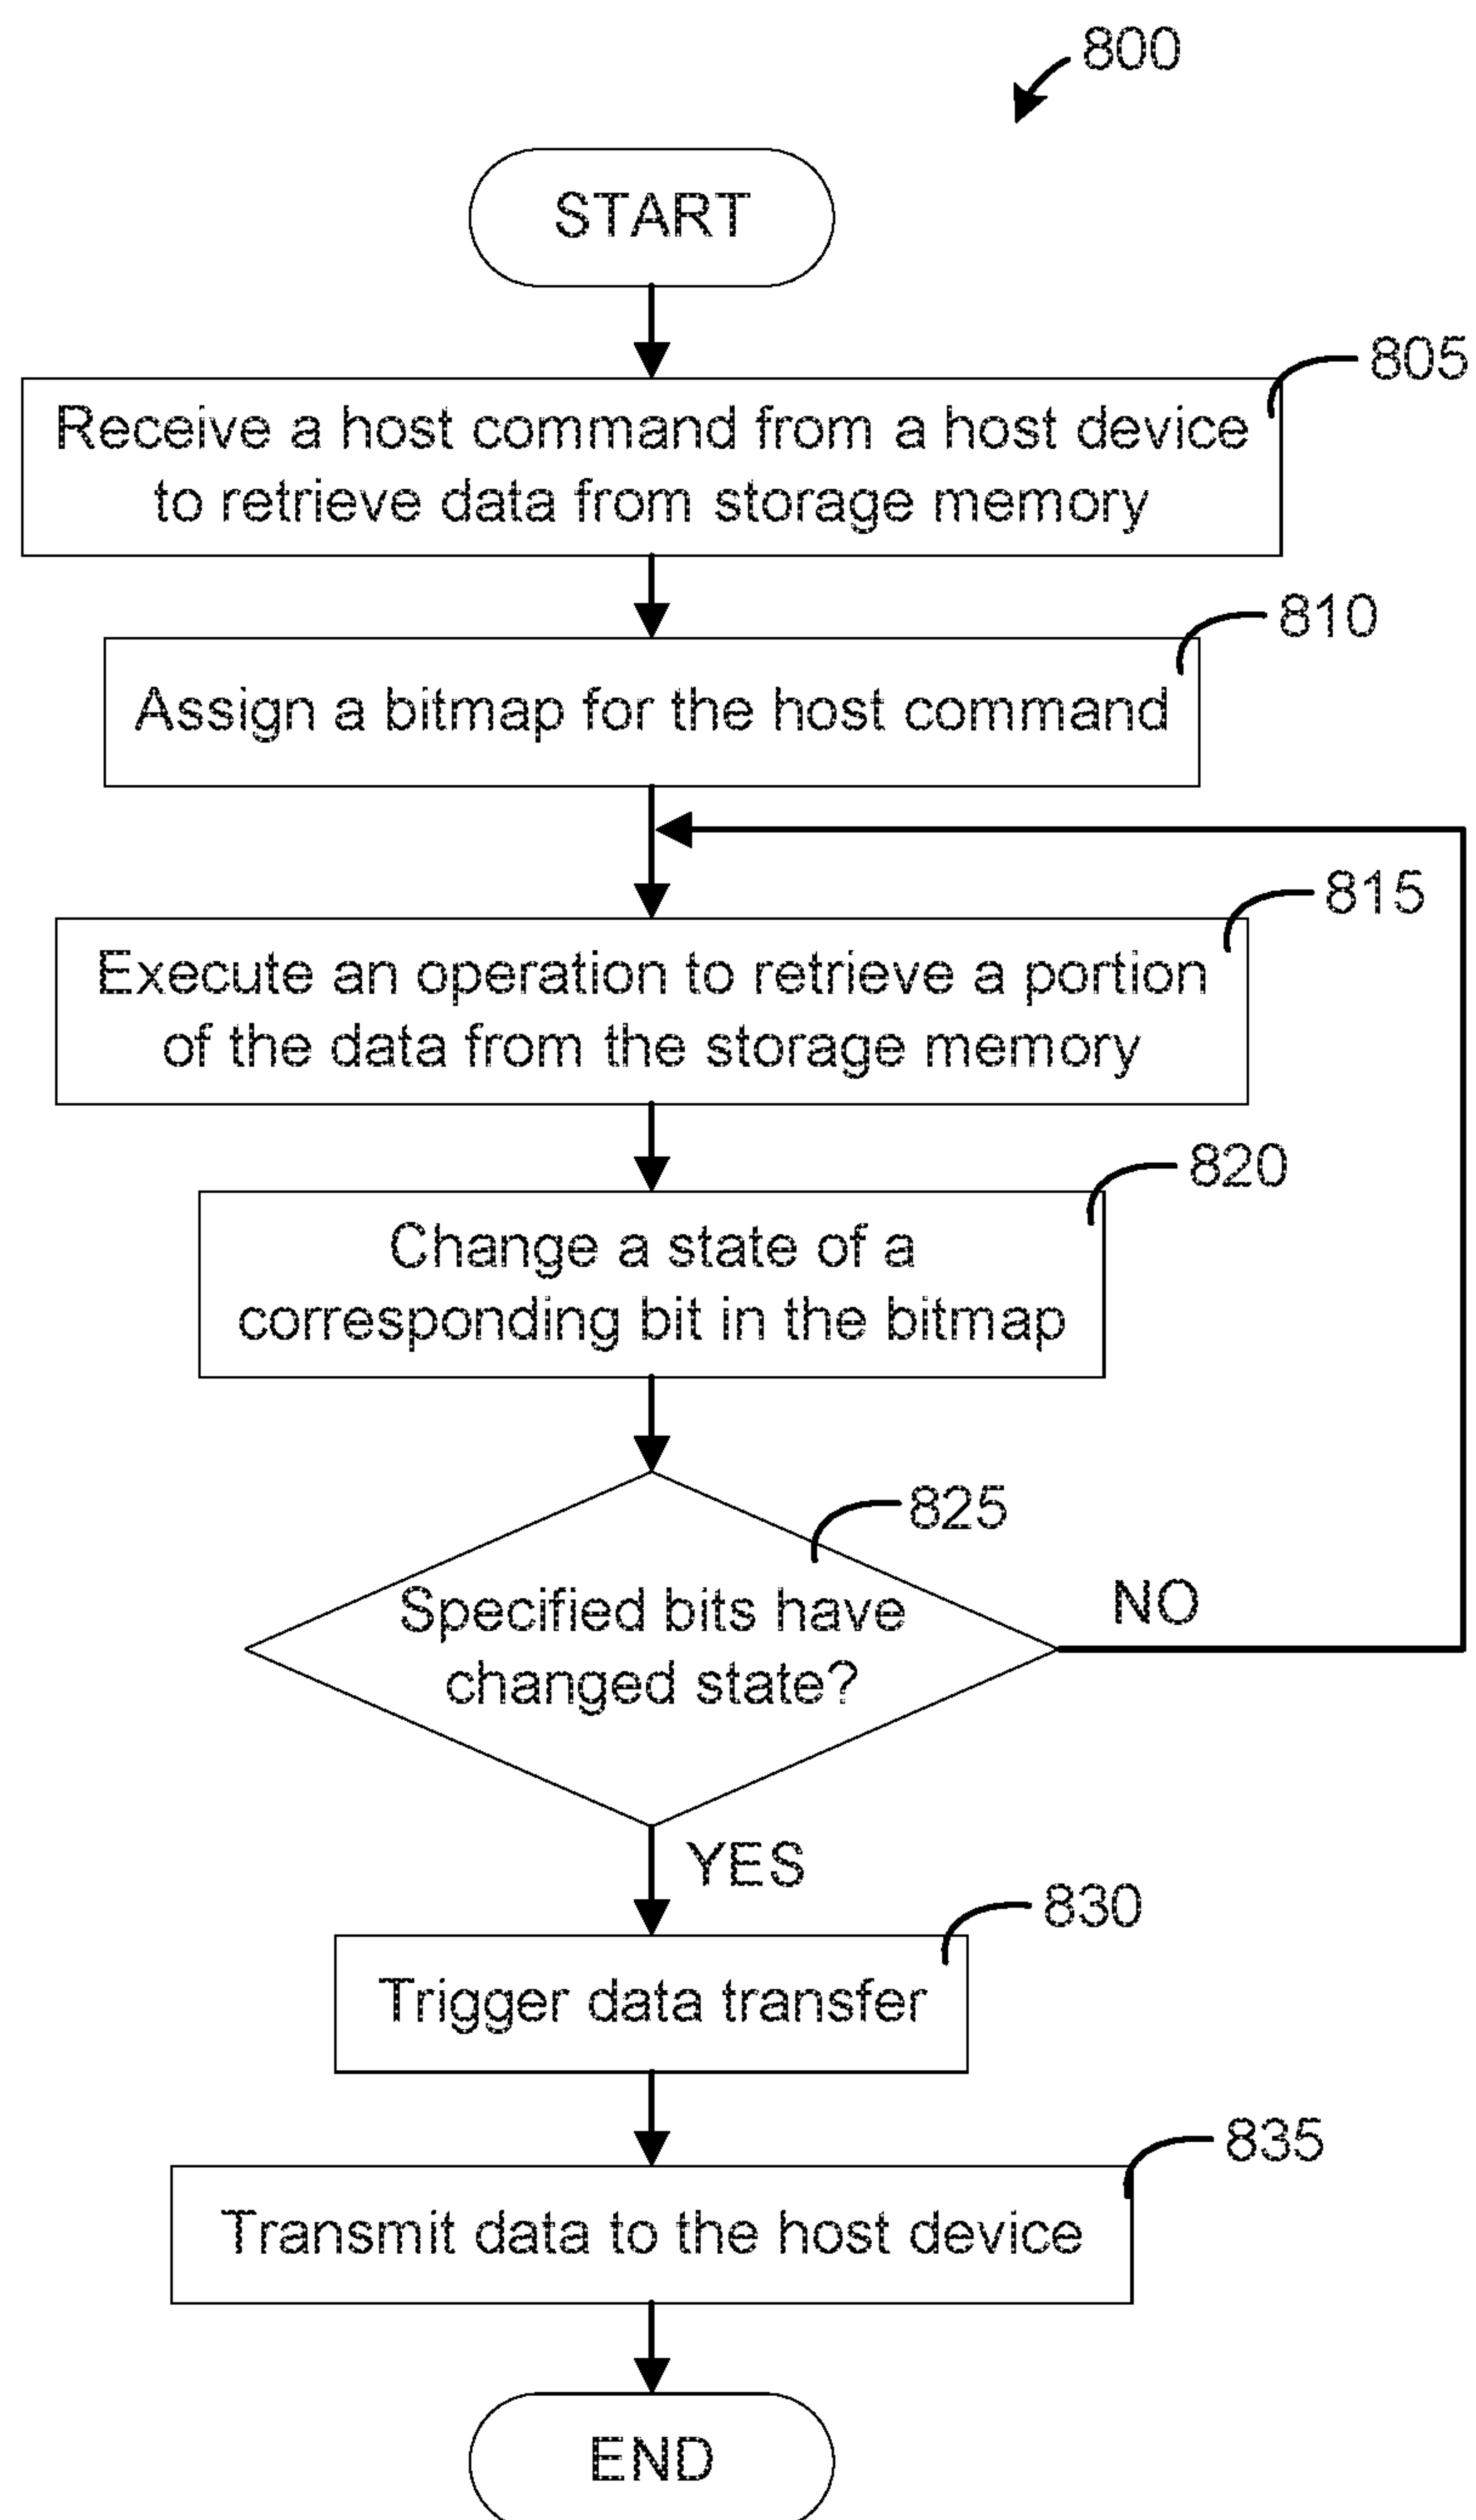 800
START
805
Receive a host command from a host device
to retrieve data from storage memory
810
Assign a bitmap for the host command
815
Execute an operation to retrieve a portion
of the data from the storage memory
820
Change a state of a
corresponding bit in the bitmap
825
Specified bits have
changed state?
NO
YES
830
Trigger data transfer
835
Transmit data to the host device
END